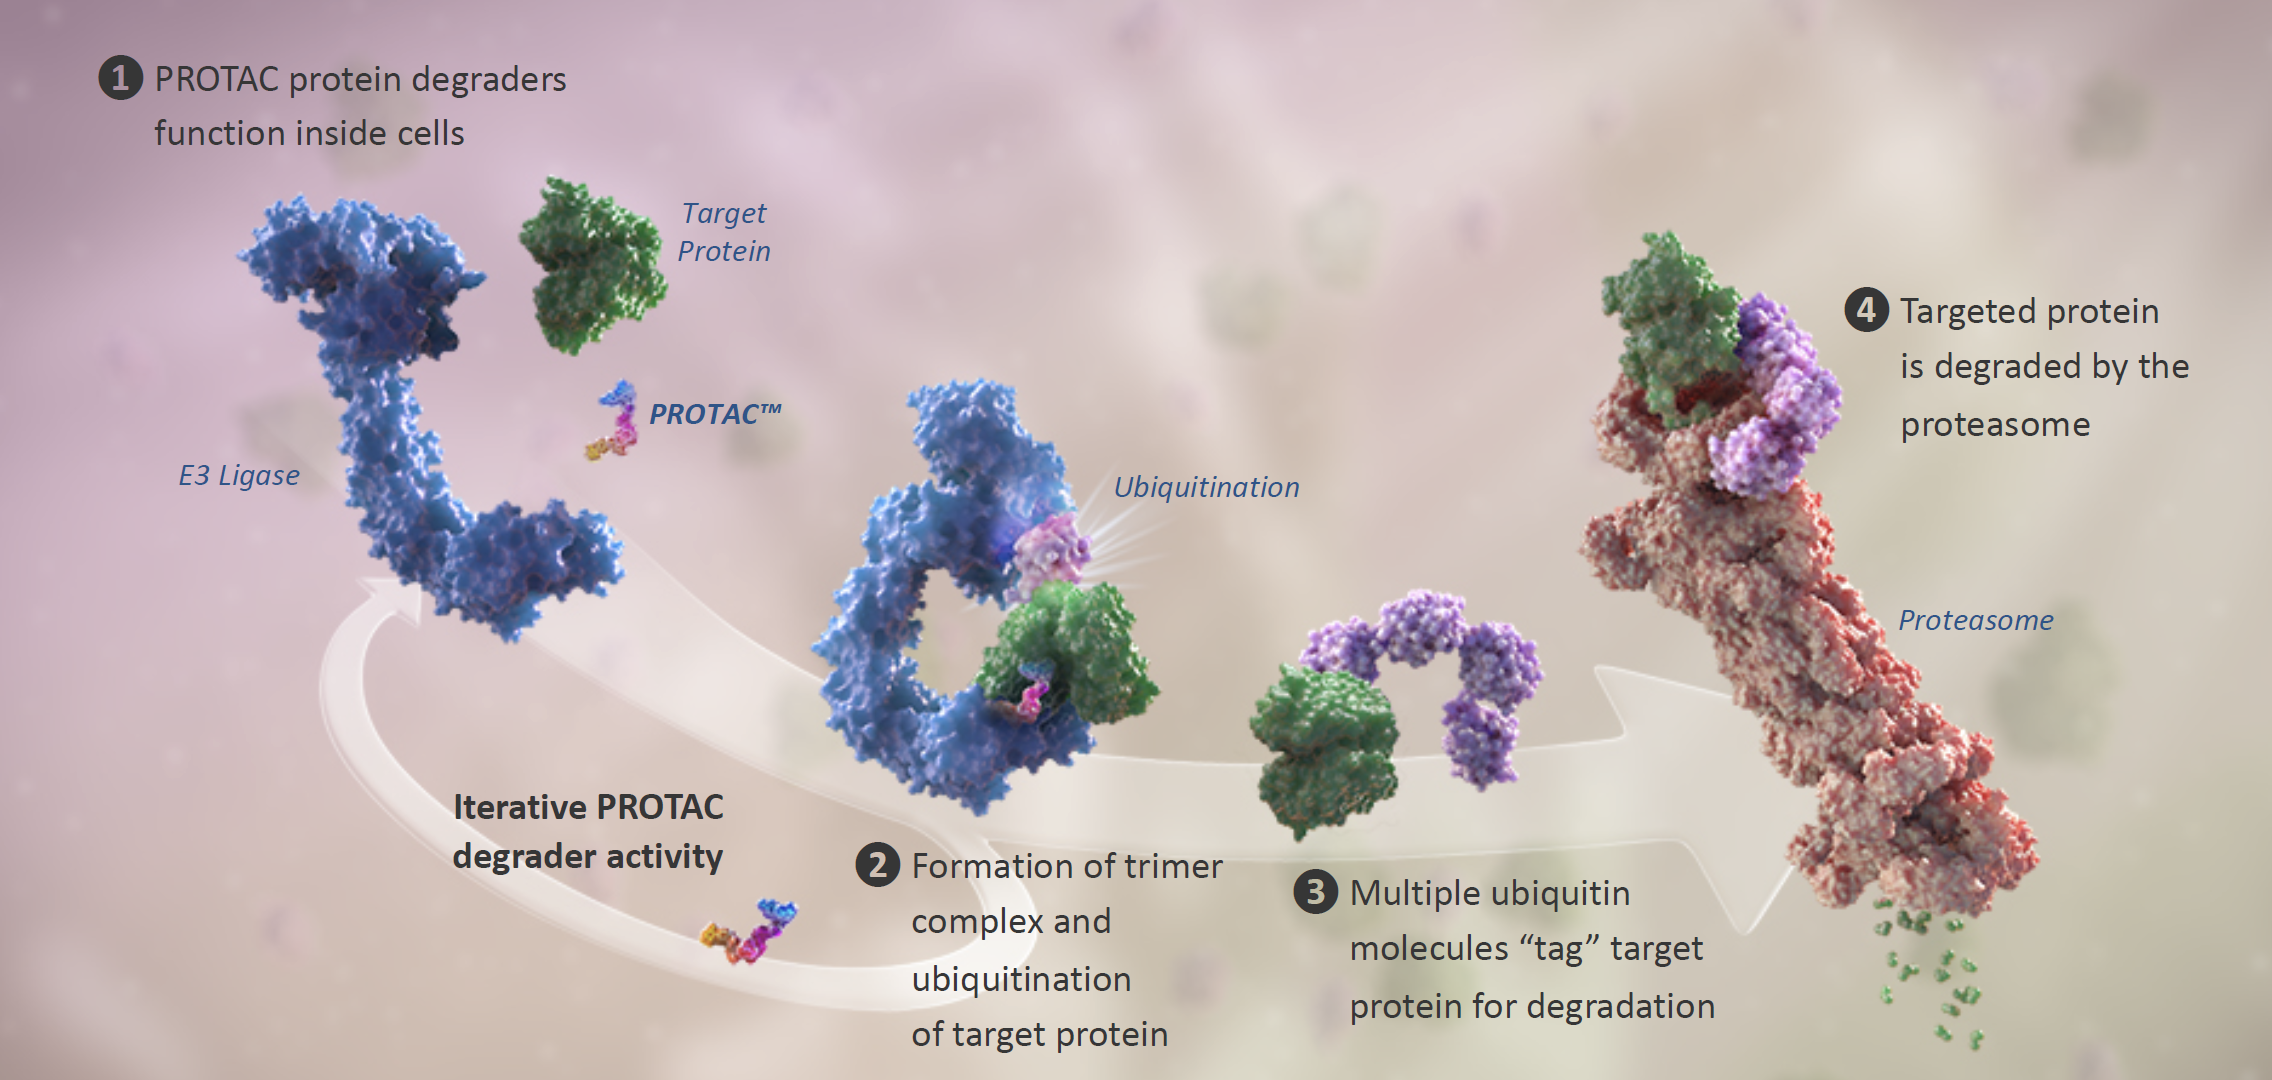 1 PROTAC protein degraders
function inside cells
Target
Protein
PROTAC™
E3 Ligase
Ubiquitination
Iterative PROTAC
degrader activity
2 Formation of trimer
complex and
ubiquitination
of target protein
3 Multiple ubiquitin
molecules “tag” target
protein for degradation
4 Targeted protein
is degraded by the
proteasome
Proteasome